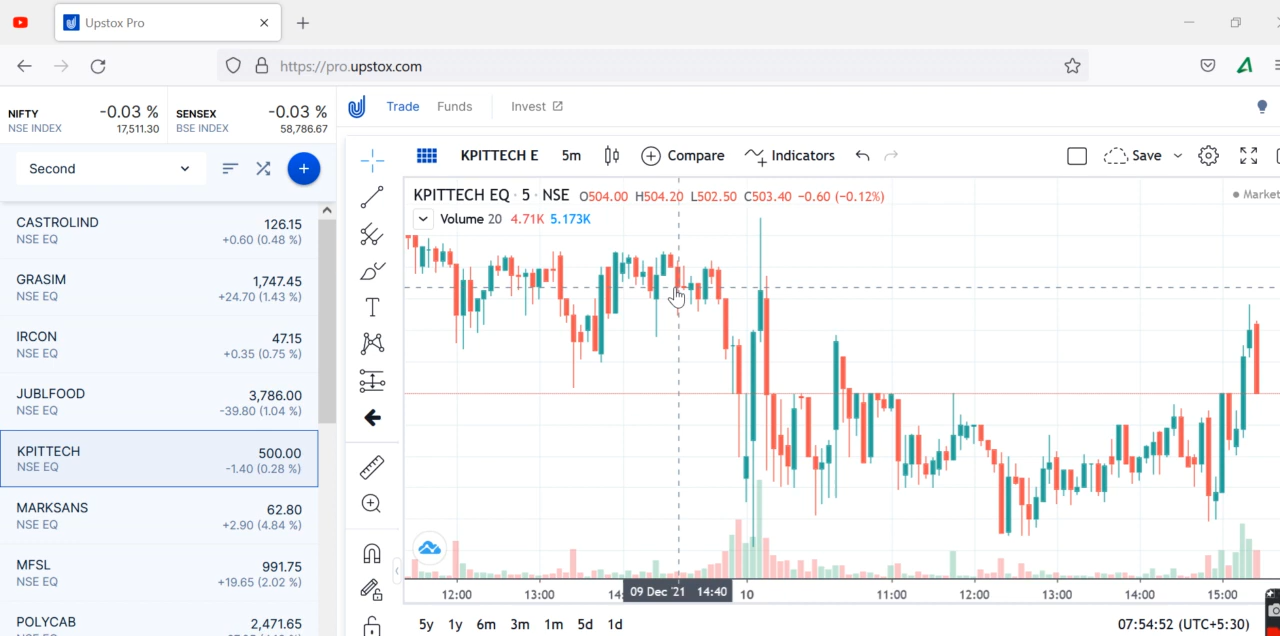 Upstox Pro
https://pro.upstox.com
NIFTY -0.03 %
NSE INDEX 17,511.30
SENSEX -0.03 %
BSE INDEX 58,786.67
Trade Funds Invest
Second
KPITTECH E 5m Compare Indicators Save
KPITTECH EQ · 5 · NSE O504.00 H504.20 L502.50 C503.40 -0.60 (-0.12%)
Market
Volume 20 4.71K 5.173K
CASTROLIND 126.15
NSE EQ +0.60 (0.48 %)
GRASIM 1,747.45
NSE EQ +24.70 (1.43 %)
IRCON 47.15
NSE EQ +0.35 (0.75 %)
JUBLFOOD 3,786.00
NSE EQ -39.80 (1.04 %)
KPITTECH 500.00
NSE EQ -1.40 (0.28 %)
MARKSANS 62.80
NSE EQ +2.90 (4.84 %)
MFSL 991.75
NSE EQ +19.65 (2.02 %)
POLYCAB 2,471.65
12:00 13:00 14: 09 Dec '21 14:40 10 11:00 12:00 13:00 14:00 15:00
5y 1y 6m 3m 1m 5d 1d
07:54:52 (UTC+5:30)